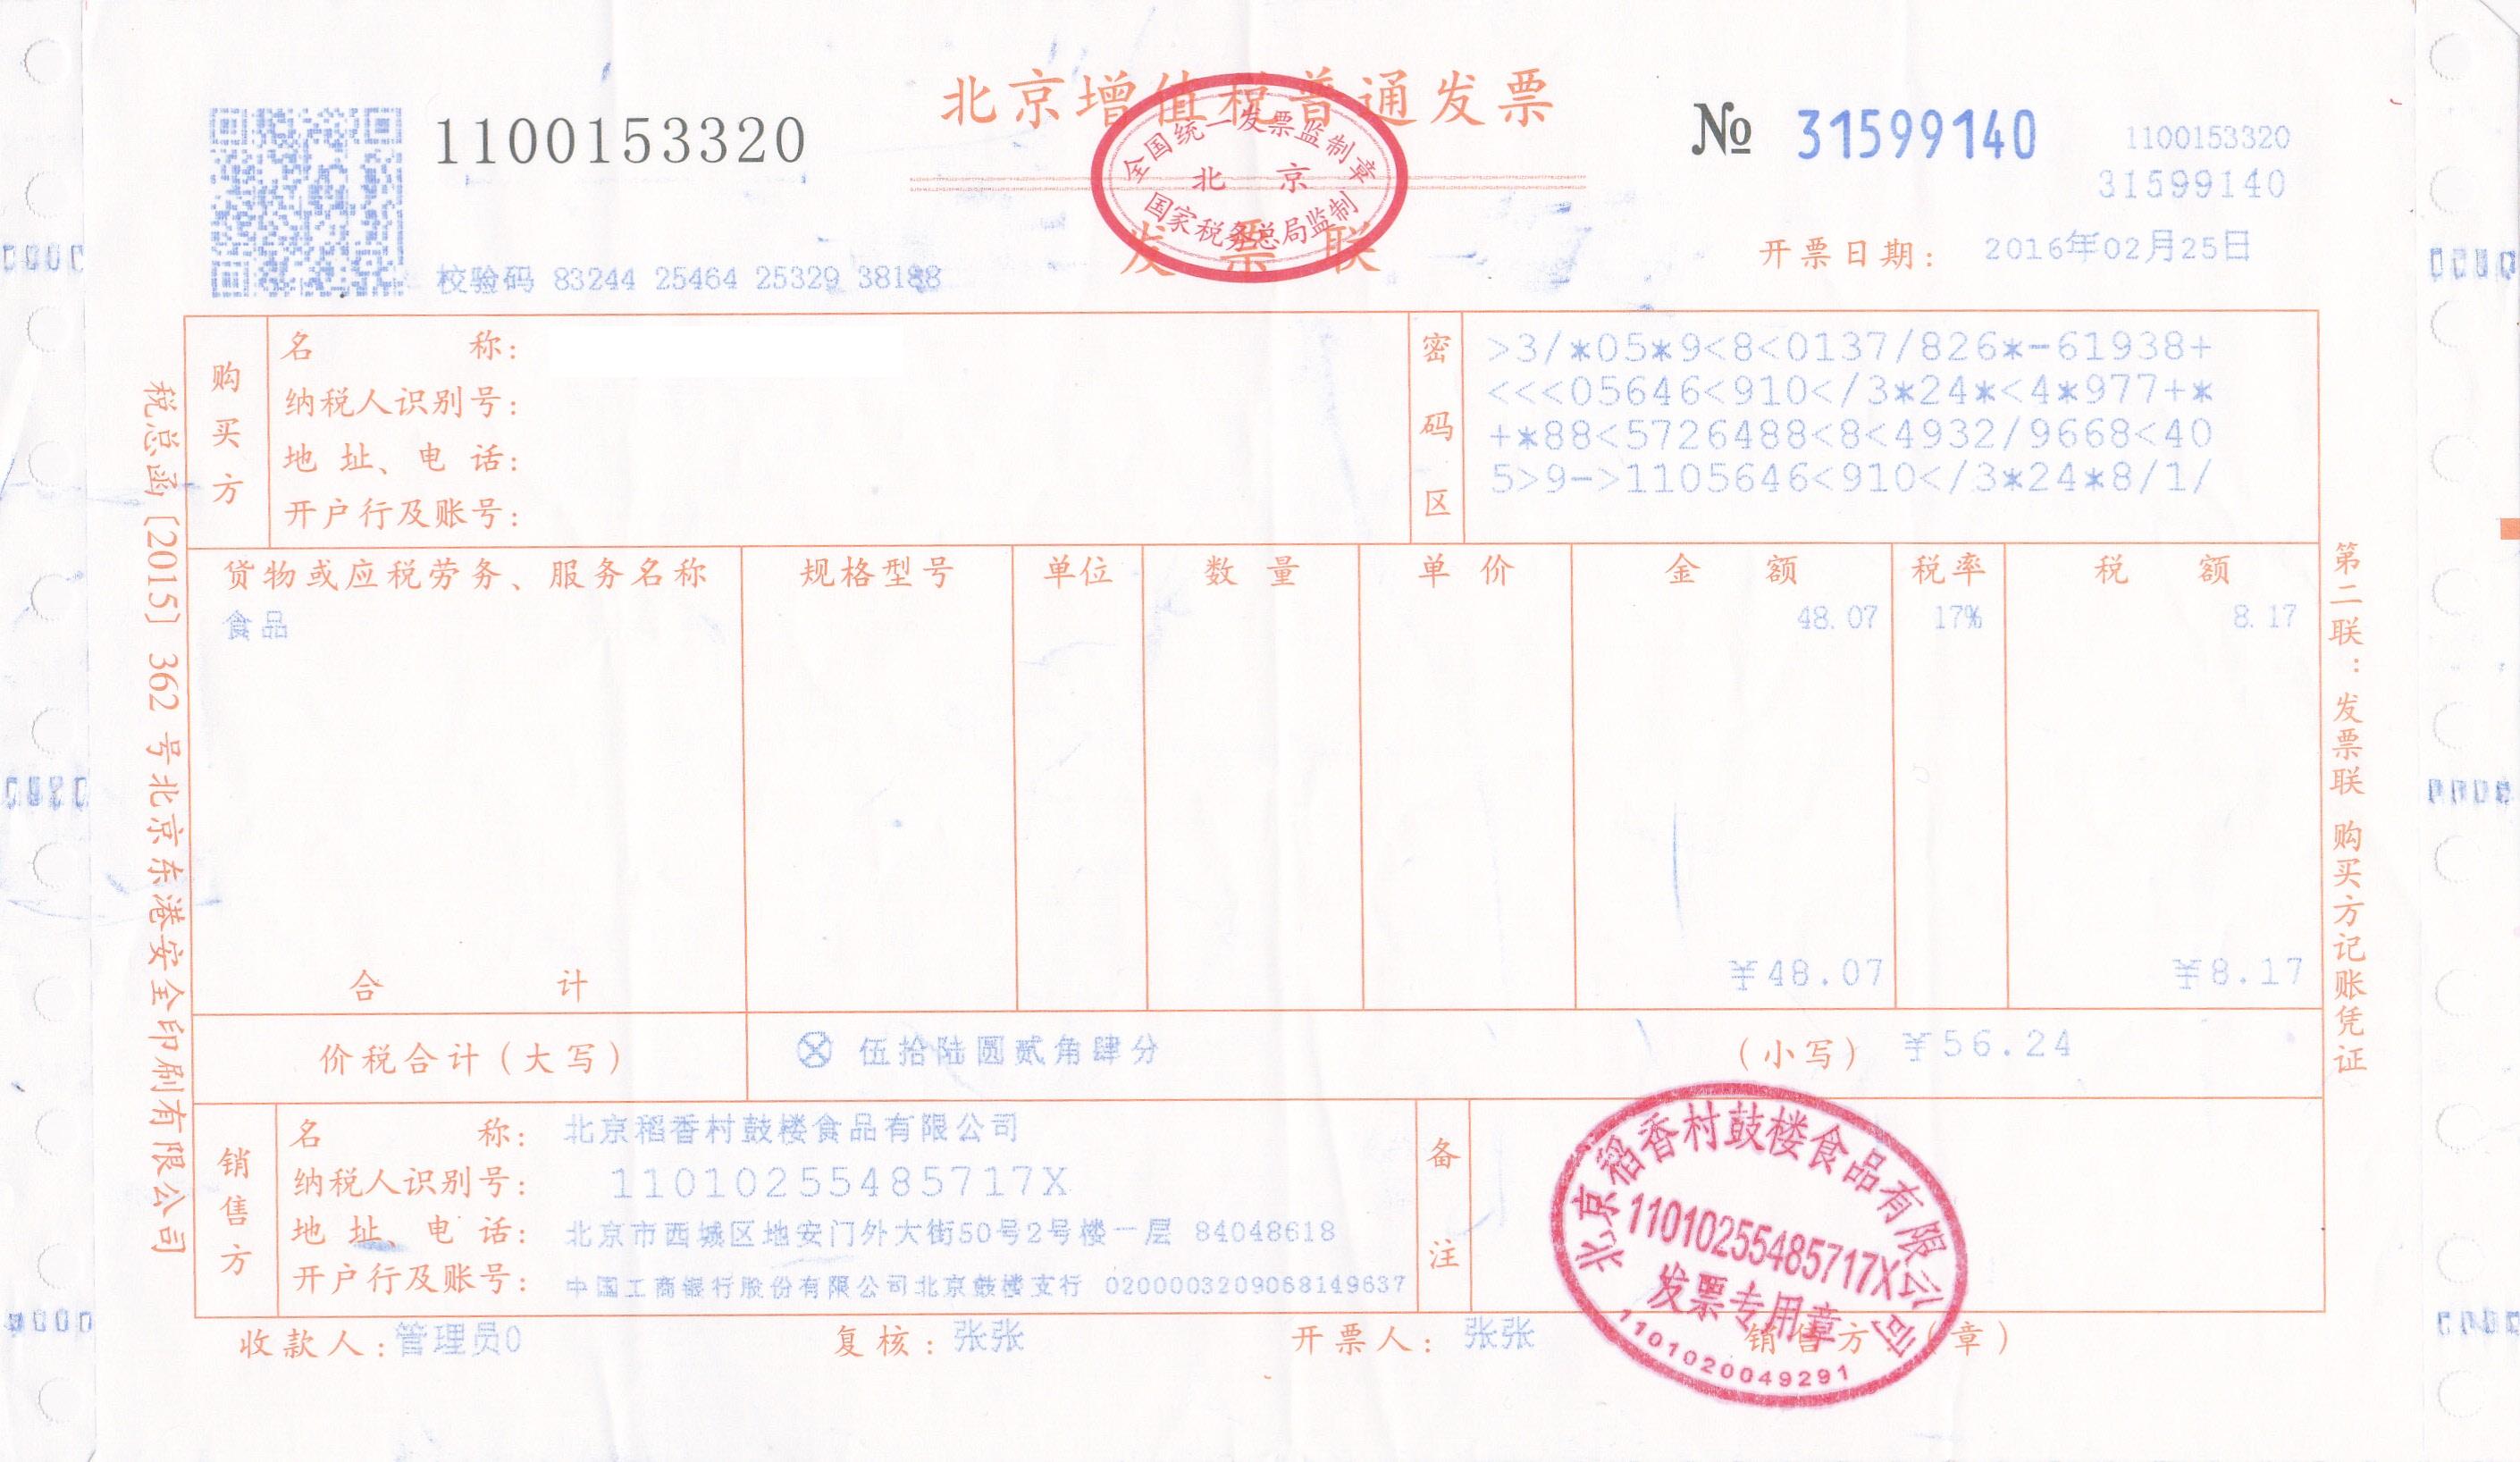 北京增值税普通发票
发票联
全国统一发票监制章
北京
国家税务总局监制
1100153320
№ 31599140
1100153320
31599140
校验码 83244 25464 25329 38188
开票日期： 2016年02月25日
购买方
名称：
纳税人识别号：
地址、电话：
开户行及账号：
密码区
>3/*05*9<8<0137/826*-61938+
<<<05646<910</3*24*<4*977+*
+*88<5726488<8<4932/9668<40
5>9->1105646<910</3*24*8/1/
货物或应税劳务、服务名称 规格型号 单位 数量 单价 金额 税率 税额
食品 48.07 17% 8.17
合计 ¥48.07 ¥8.17
价税合计（大写） ⊗ 伍拾陆圆贰角肆分 （小写） ¥56.24
销售方
名称： 北京稻香村鼓楼食品有限公司
纳税人识别号： 11010255485717X
地址、电话： 北京市西城区地安门外大街50号2号楼一层 84048618
开户行及账号： 中国工商银行股份有限公司北京鼓楼支行 0200003209068149637
备注
收款人：管理员0 复核：张张 开票人：张张 销售方（章）
北京稻香村鼓楼食品有限公司
11010255485717X
发票专用章
1101020049291
税总函〔2015〕362号北京东港安全印刷有限公司
第二联：发票联 购买方记账凭证